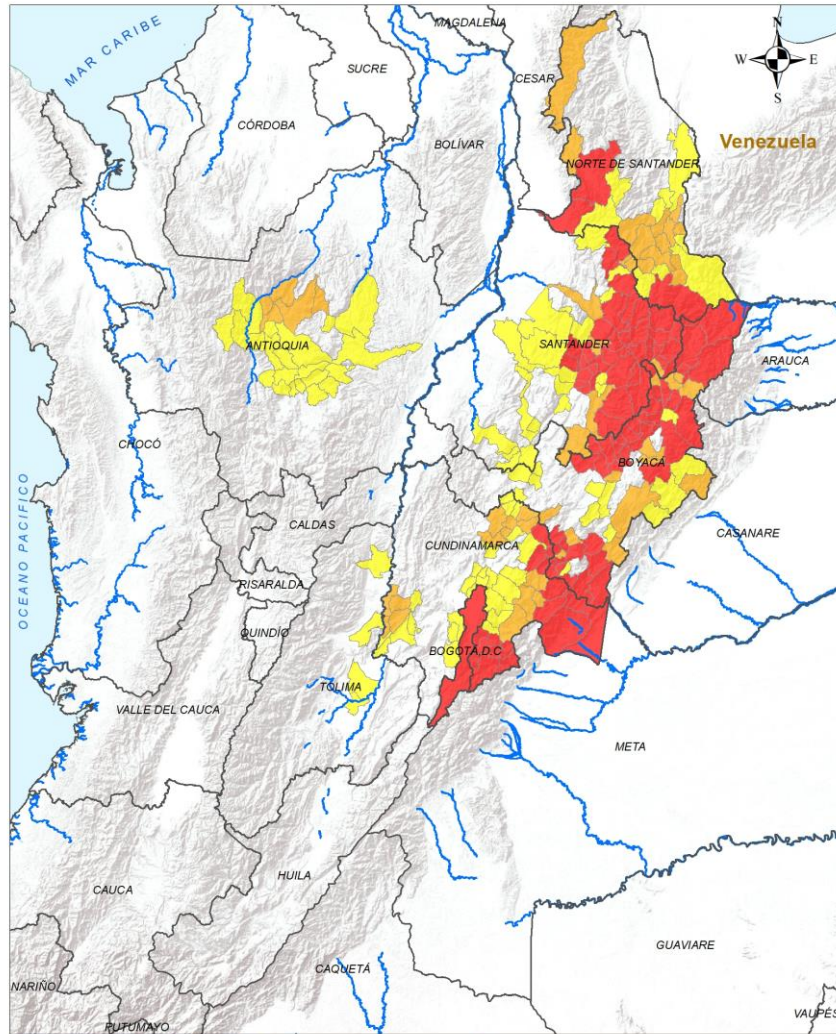 MAR CARIBE
MAGDALENA
N
W
E
S
SUCRE
CESAR
CÓRDOBA
BOLÍVAR
Venezuela
NORTE DE SANTANDER
ANTIOQUIA
SANTANDER
ARAUCA
CHOCÓ
BOYACÁ
OCEANO PACIFICO
CALDAS
CUNDINAMARCA
CASANARE
RISARALDA
QUINDÍO
BOGOTÁ, D.C
TOLIMA
VALLE DEL CAUCA
META
HUILA
CAUCA
GUAVIARE
CAQUETÁ
NARIÑO
VAUPÉS
PUTUMAYO